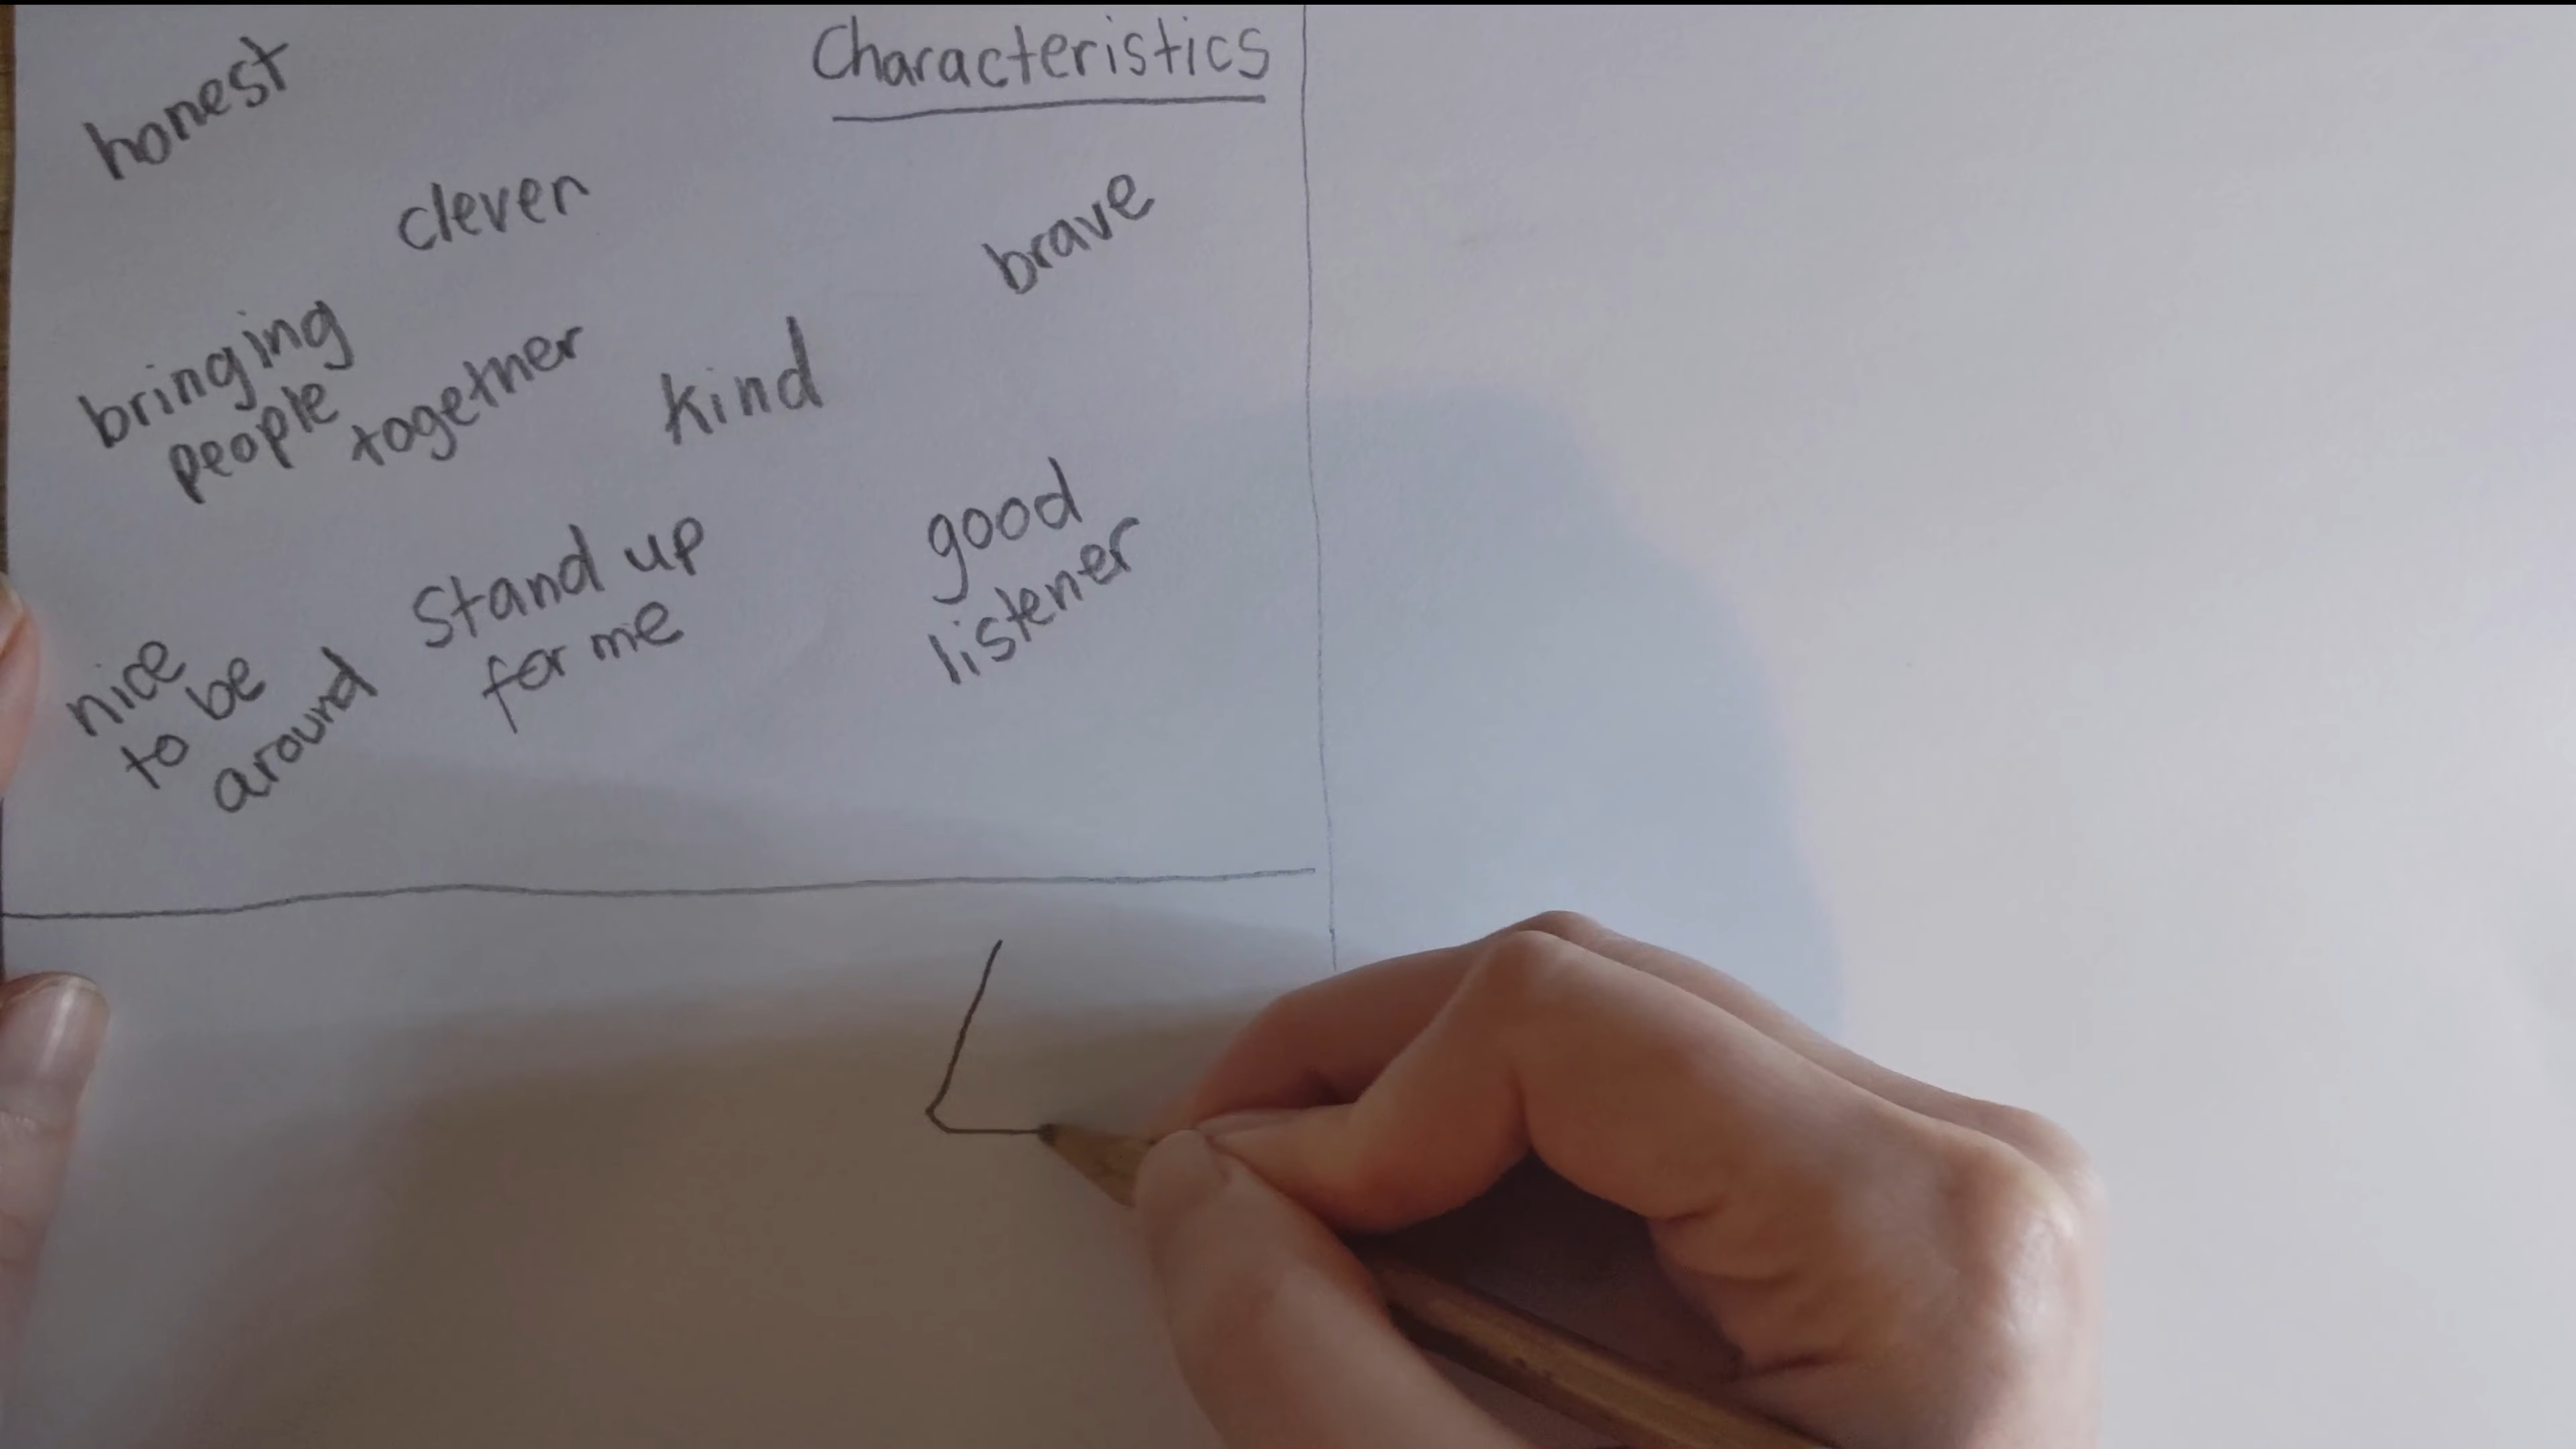 Characteristics
honest
clever
brave
bringing
people
together
kind
good
listener
Stand up
for me
nice
to be
around